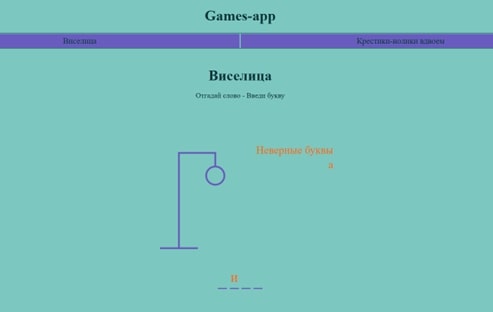 Games-app
Виселица
Крестики-нолики вдвоем
Виселица
Отгадай слово - Введи букву
Неверные буквы
а
и